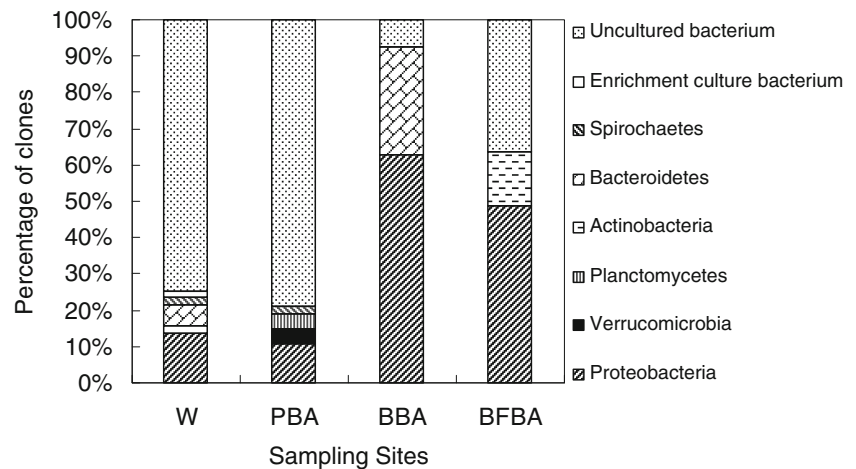 100%
90%
80%
70%
60%
50%
40%
30%
20%
10%
0%
Percentage of clones
W PBA BBA BFBA
Sampling Sites
Uncultured bacterium
Enrichment culture bacterium
Spirochaetes
Bacteroidetes
Actinobacteria
Planctomycetes
Verrucomicrobia
Proteobacteria